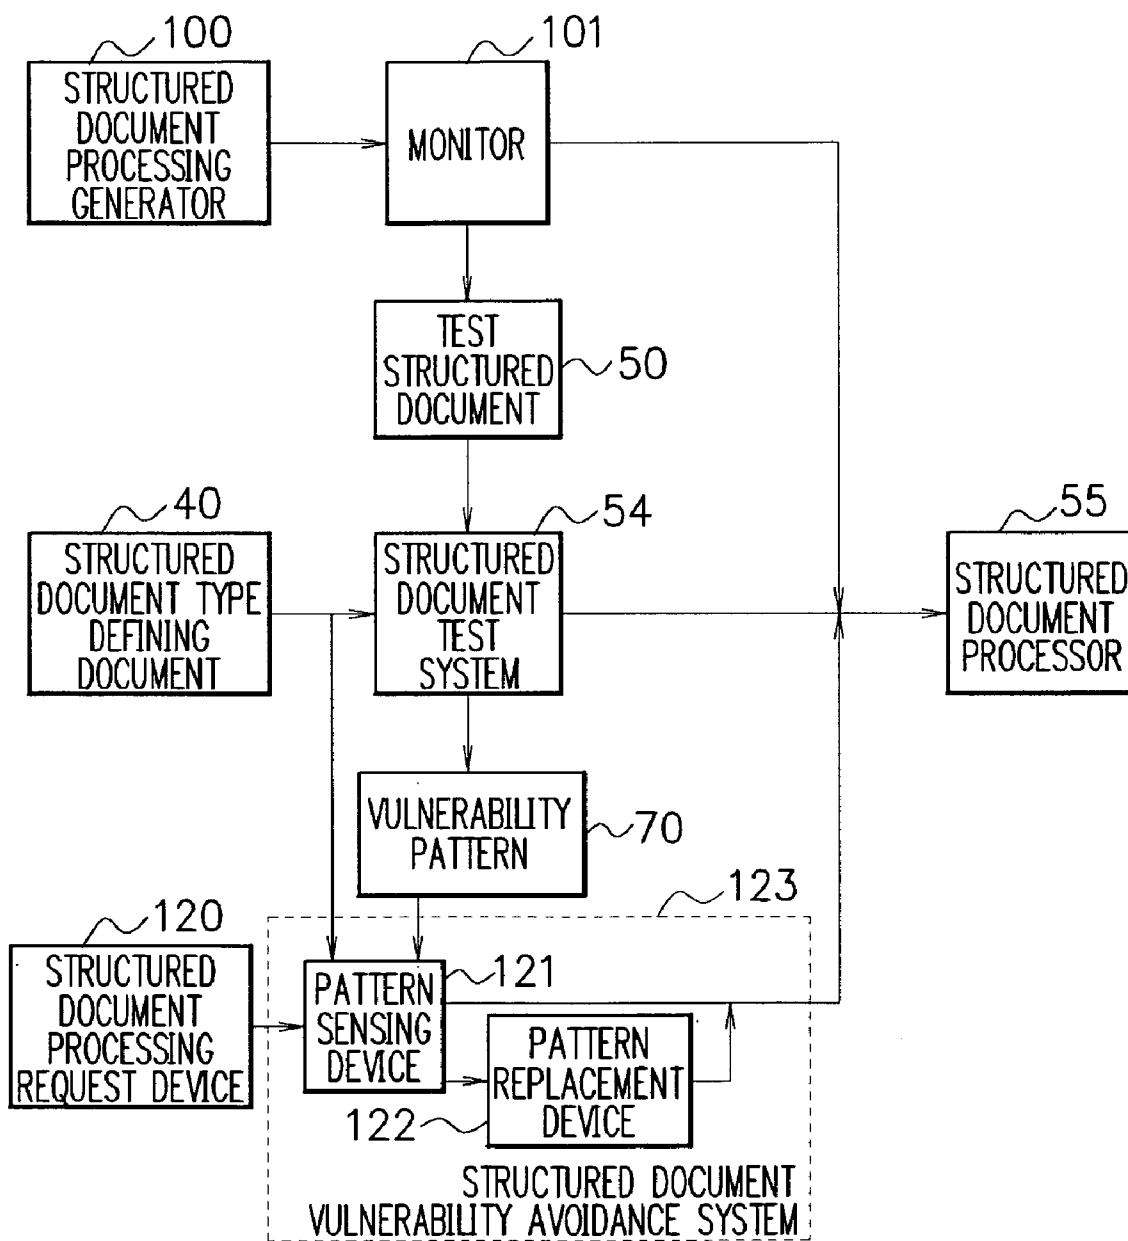 100
STRUCTURED
DOCUMENT
PROCESSING
GENERATOR
101
MONITOR
TEST
STRUCTURED
DOCUMENT
50
40
STRUCTURED
DOCUMENT TYPE
DEFINING
DOCUMENT
54
STRUCTURED
DOCUMENT
TEST
SYSTEM
55
STRUCTURED
DOCUMENT
PROCESSOR
VULNERABILITY
PATTERN
70
123
120
STRUCTURED
DOCUMENT
PROCESSING
REQUEST DEVICE
PATTERN
SENSING
DEVICE
121
PATTERN
REPLACEMENT
DEVICE
122
STRUCTURED DOCUMENT
VULNERABILITY AVOIDANCE SYSTEM